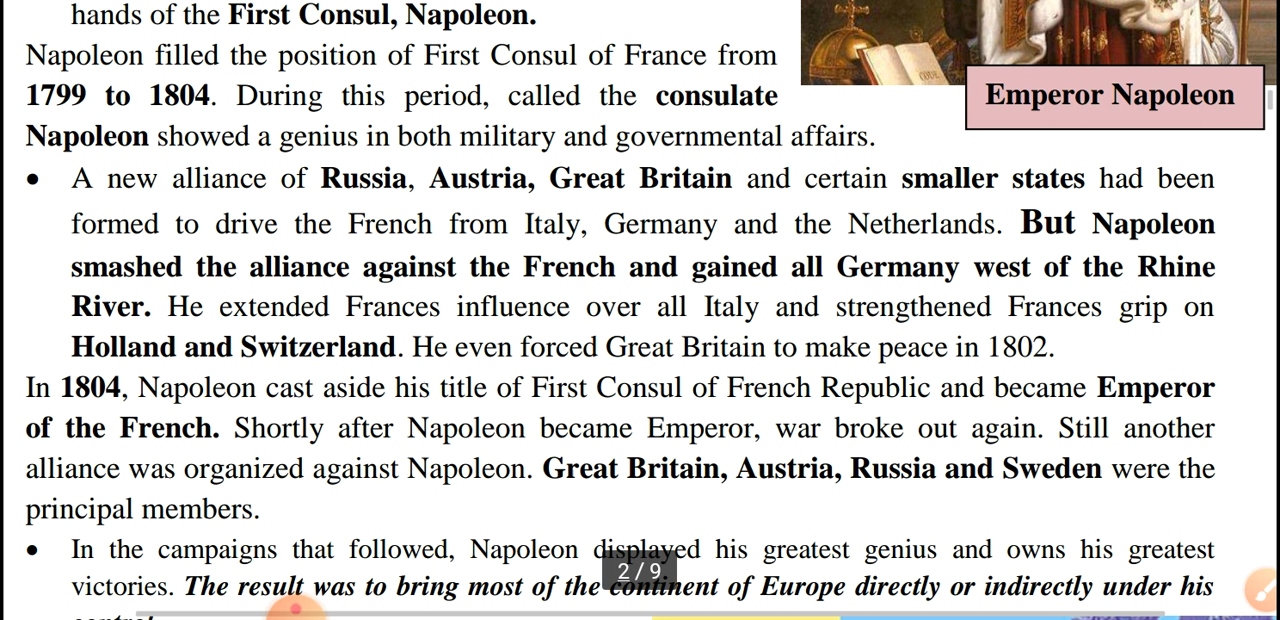 hands of the First Consul, Napoleon.
Napoleon filled the position of First Consul of France from
1799 to 1804. During this period, called the consulate
Napoleon showed a genius in both military and governmental affairs.
CODE
Emperor Napoleon
• A new alliance of Russia, Austria, Great Britain and certain smaller states had been
formed to drive the French from Italy, Germany and the Netherlands. But Napoleon
smashed the alliance against the French and gained all Germany west of the Rhine
River. He extended Frances influence over all Italy and strengthened Frances grip on
Holland and Switzerland. He even forced Great Britain to make peace in 1802.
In 1804, Napoleon cast aside his title of First Consul of French Republic and became Emperor
of the French. Shortly after Napoleon became Emperor, war broke out again. Still another
alliance was organized against Napoleon. Great Britain, Austria, Russia and Sweden were the
principal members.
• In the campaigns that followed, Napoleon displayed his greatest genius and owns his greatest
victories. The result was to bring most of the continent of Europe directly or indirectly under his
2 / 9